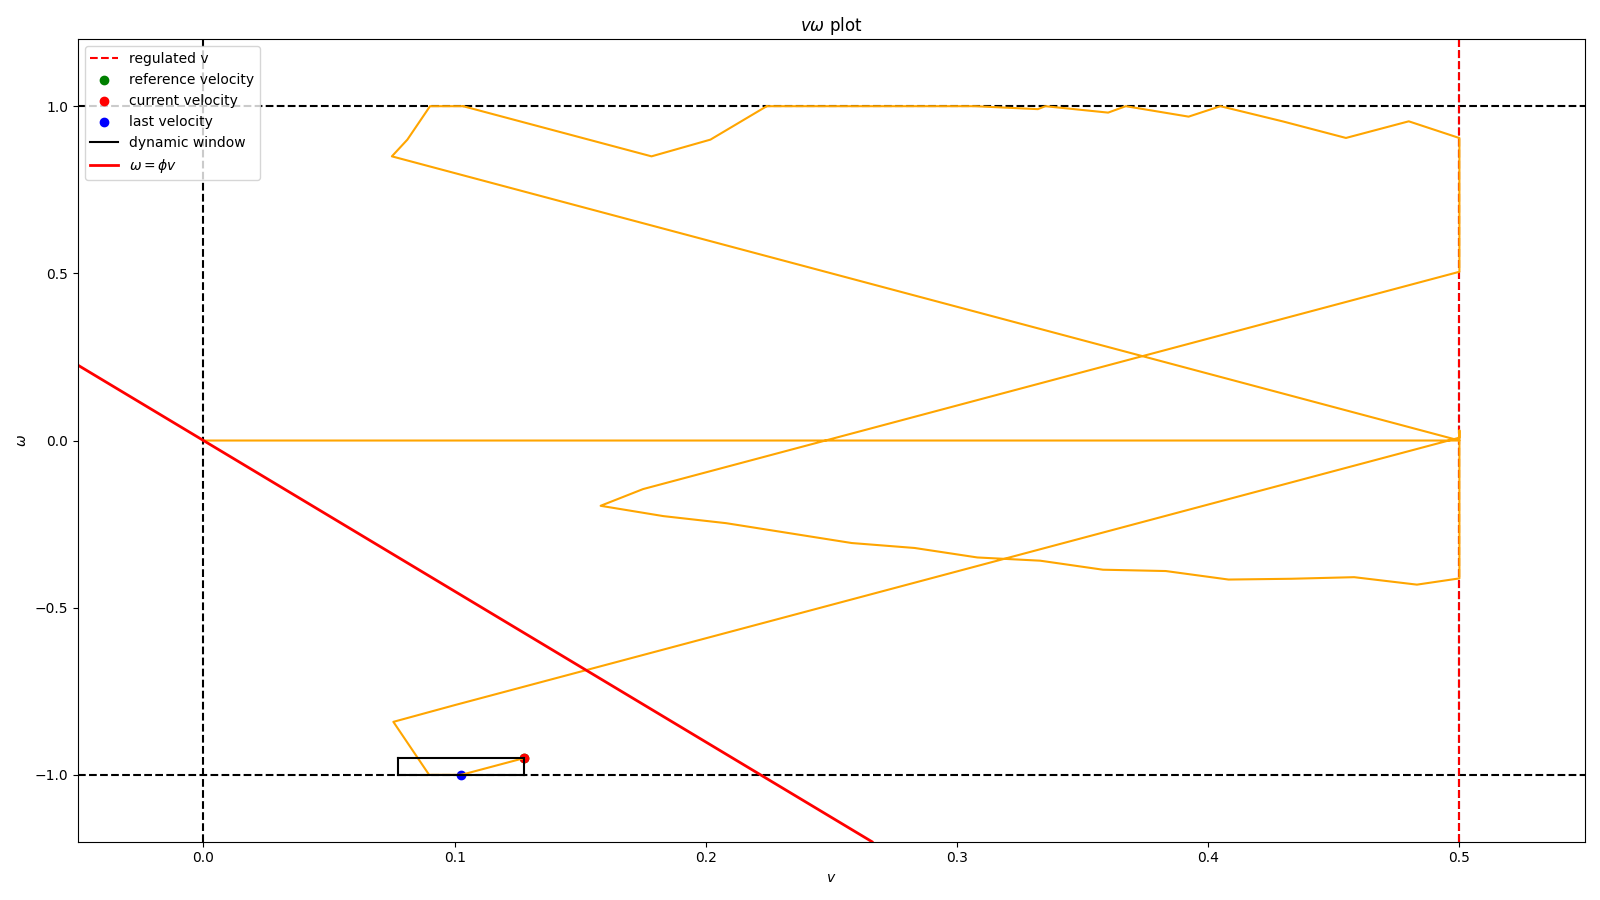 vω plot
regulated v
reference velocity
current velocity
last velocity
dynamic window
ω = ϕv
1.0
0.5
0.0
−0.5
−1.0
ω
0.0 0.1 0.2 0.3 0.4 0.5
v